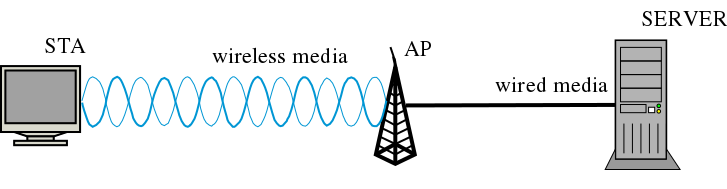 SERVER
STA
AP
wireless media
wired media